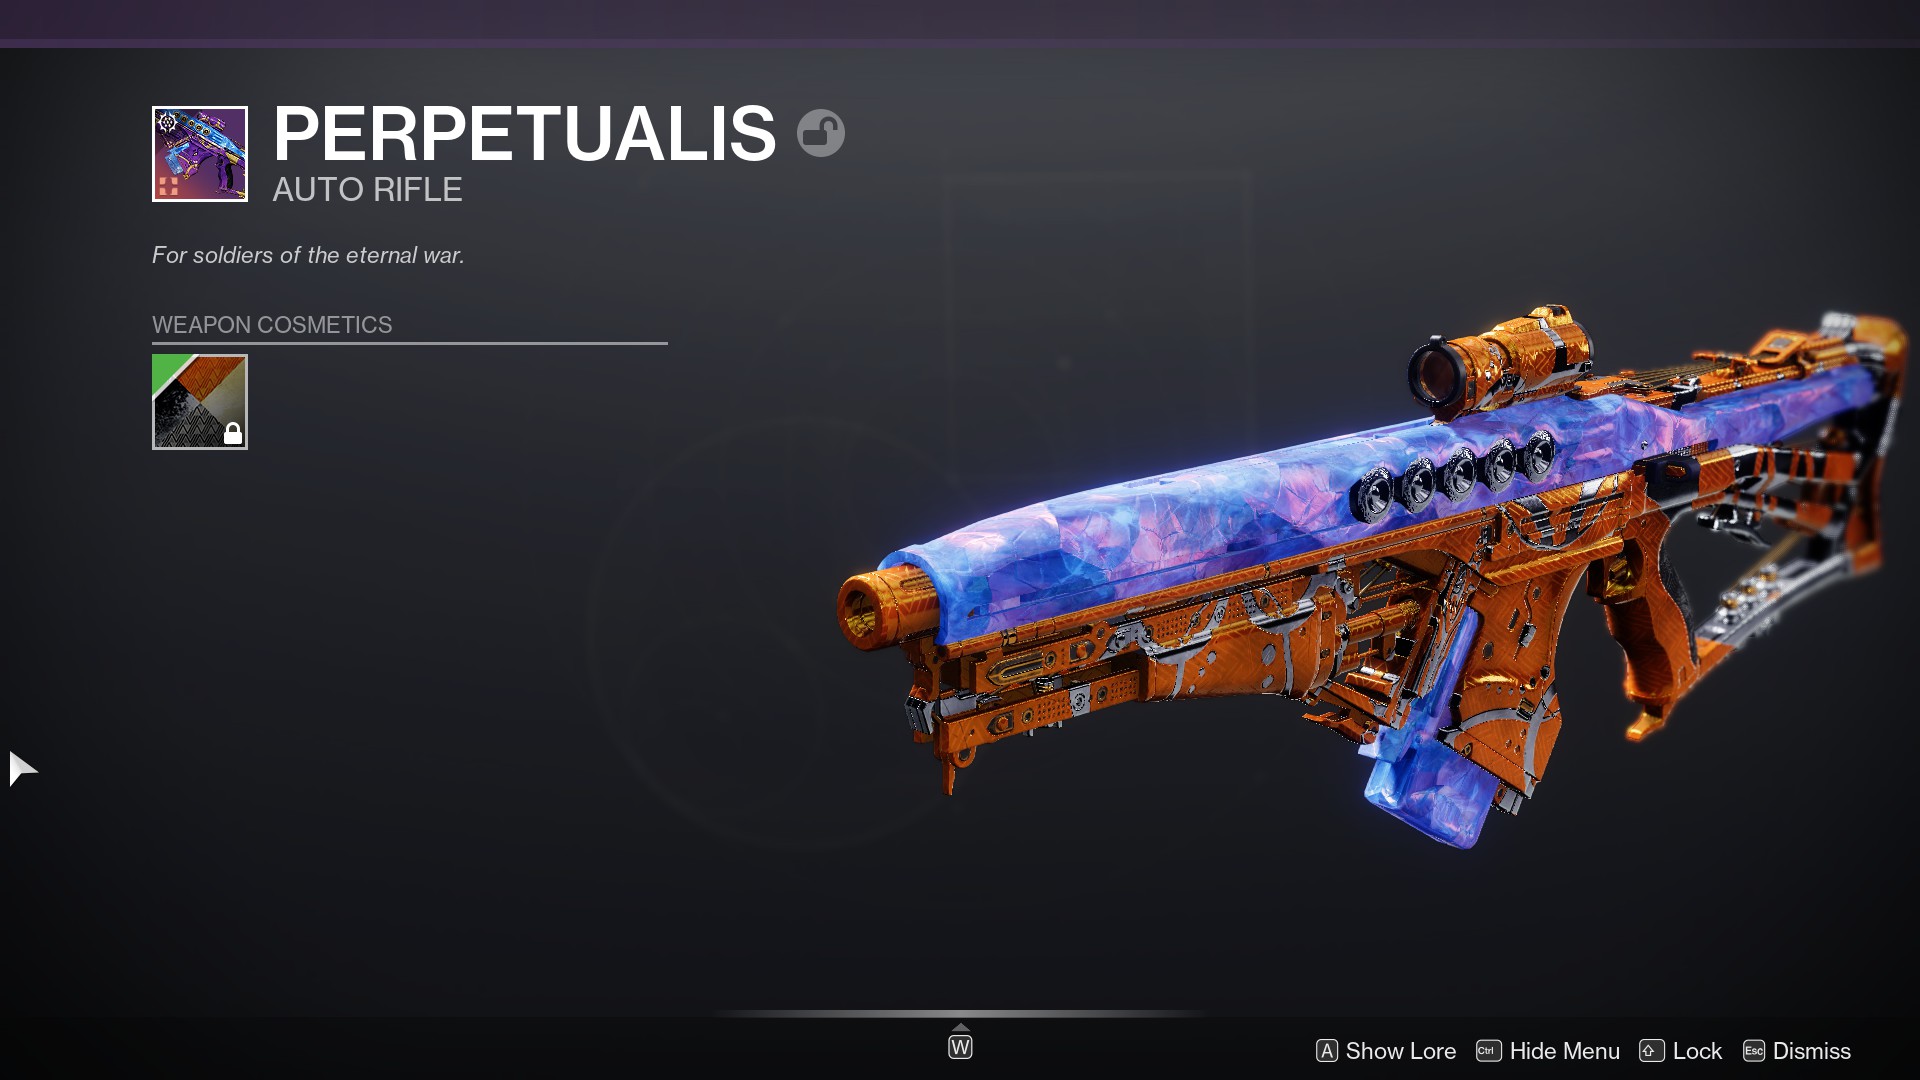 PERPETUALIS
AUTO RIFLE
For soldiers of the eternal war.
WEAPON COSMETICS
W
A Show Lore Ctrl Hide Menu Lock Esc Dismiss